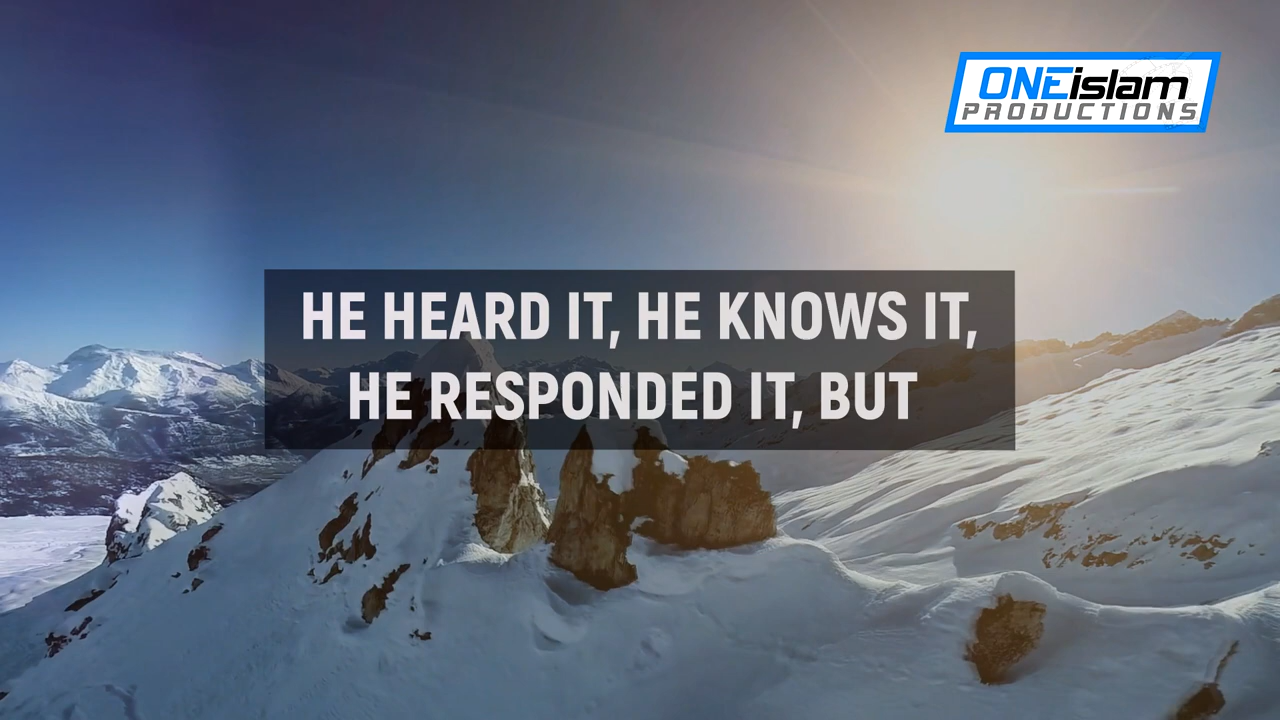 ONEislam
PRODUCTIONS
HE HEARD IT, HE KNOWS IT,
HE RESPONDED IT, BUT